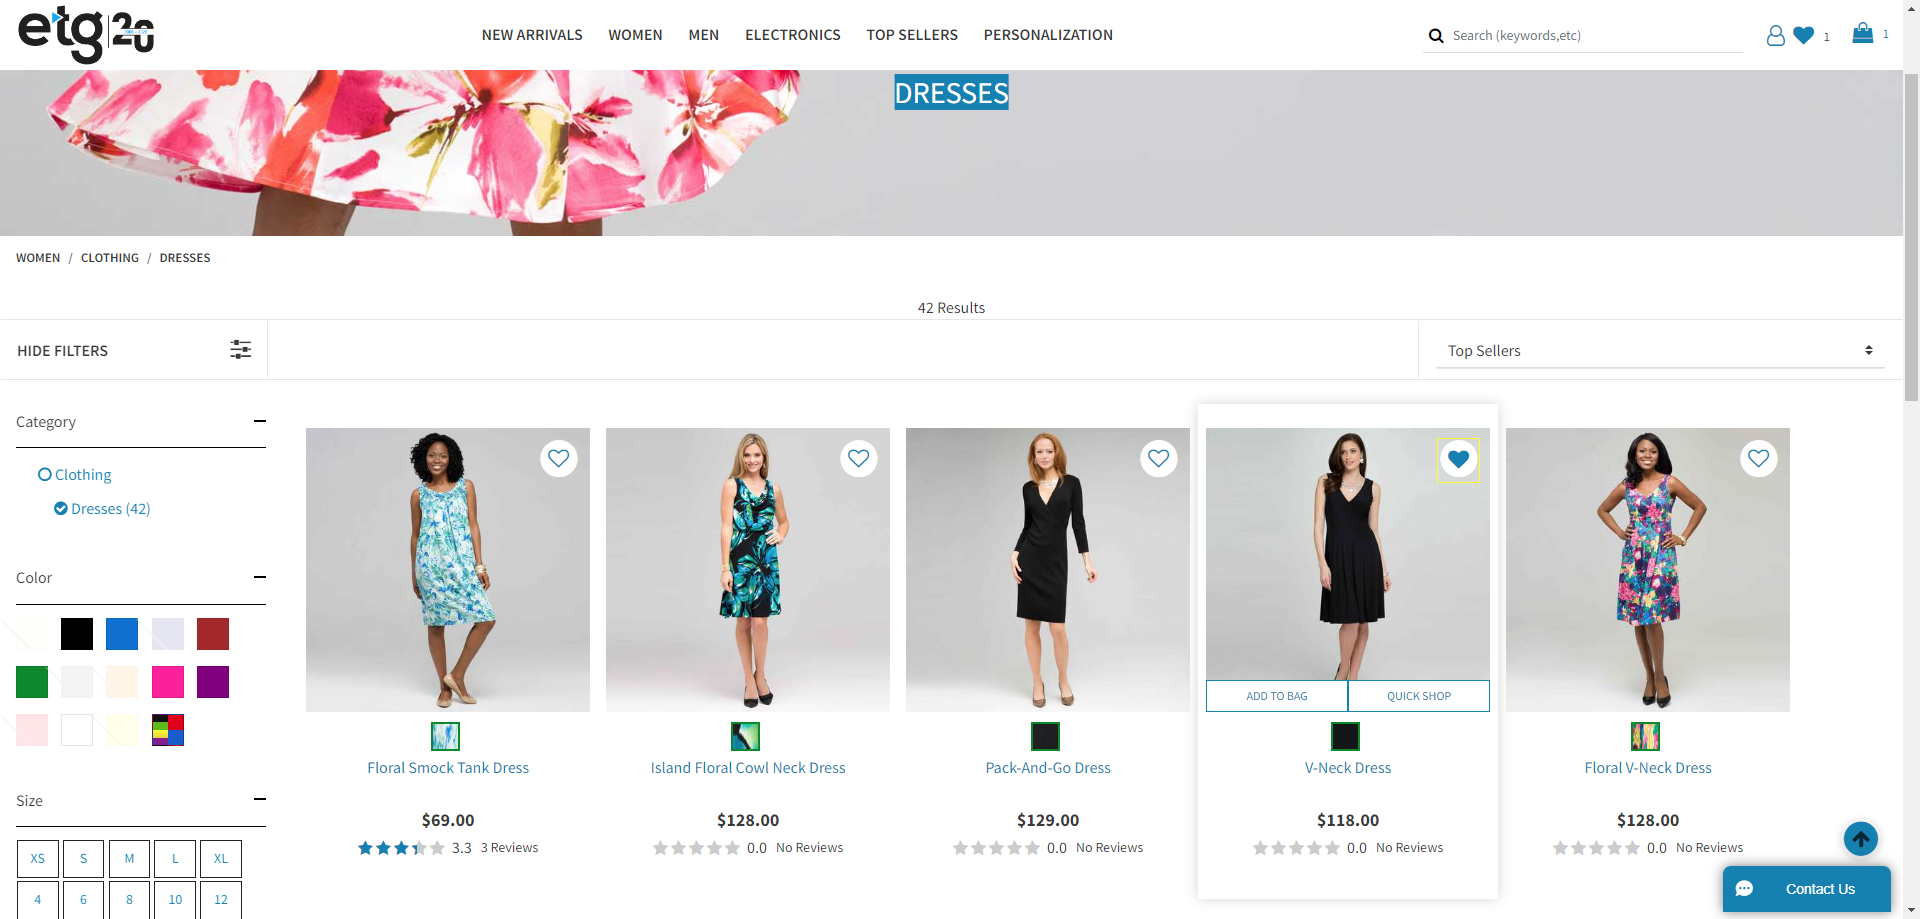 etg 20
NEW ARRIVALS WOMEN MEN ELECTRONICS TOP SELLERS PERSONALIZATION
Search (keywords,etc)
1
1
DRESSES
WOMEN / CLOTHING / DRESSES
42 Results
HIDE FILTERS
Top Sellers
Category
Clothing
Dresses (42)
Color
Size
XS S M L XL
4 6 8 10 12
ADD TO BAG QUICK SHOP
Floral Smock Tank Dress
$69.00
3.3 3 Reviews
Island Floral Cowl Neck Dress
$128.00
0.0 No Reviews
Pack-And-Go Dress
$129.00
0.0 No Reviews
V-Neck Dress
$118.00
0.0 No Reviews
Floral V-Neck Dress
$128.00
0.0 No Reviews
Contact Us